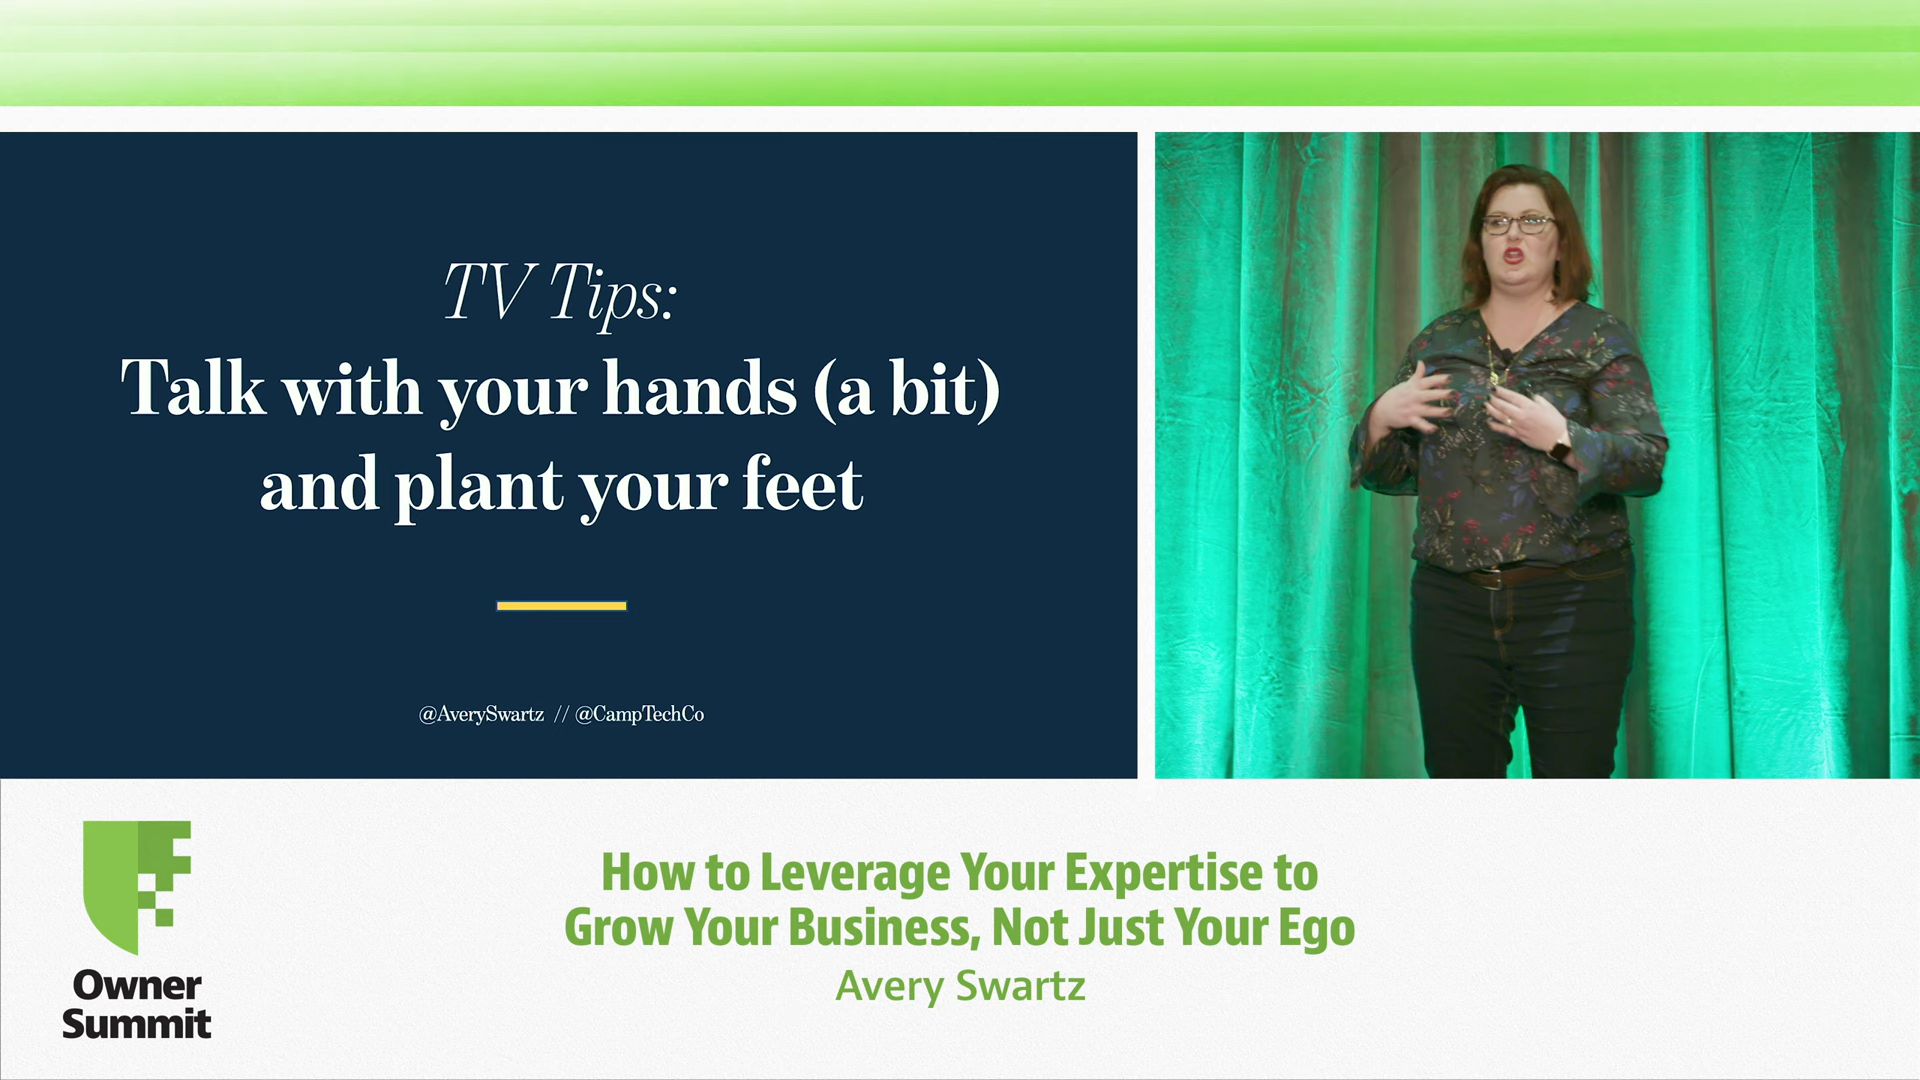 TV Tips:
Talk with your hands (a bit)
and plant your feet
@AverySwartz // @CampTechCo
How to Leverage Your Expertise to
Grow Your Business, Not Just Your Ego
Avery Swartz
Owner
Summit